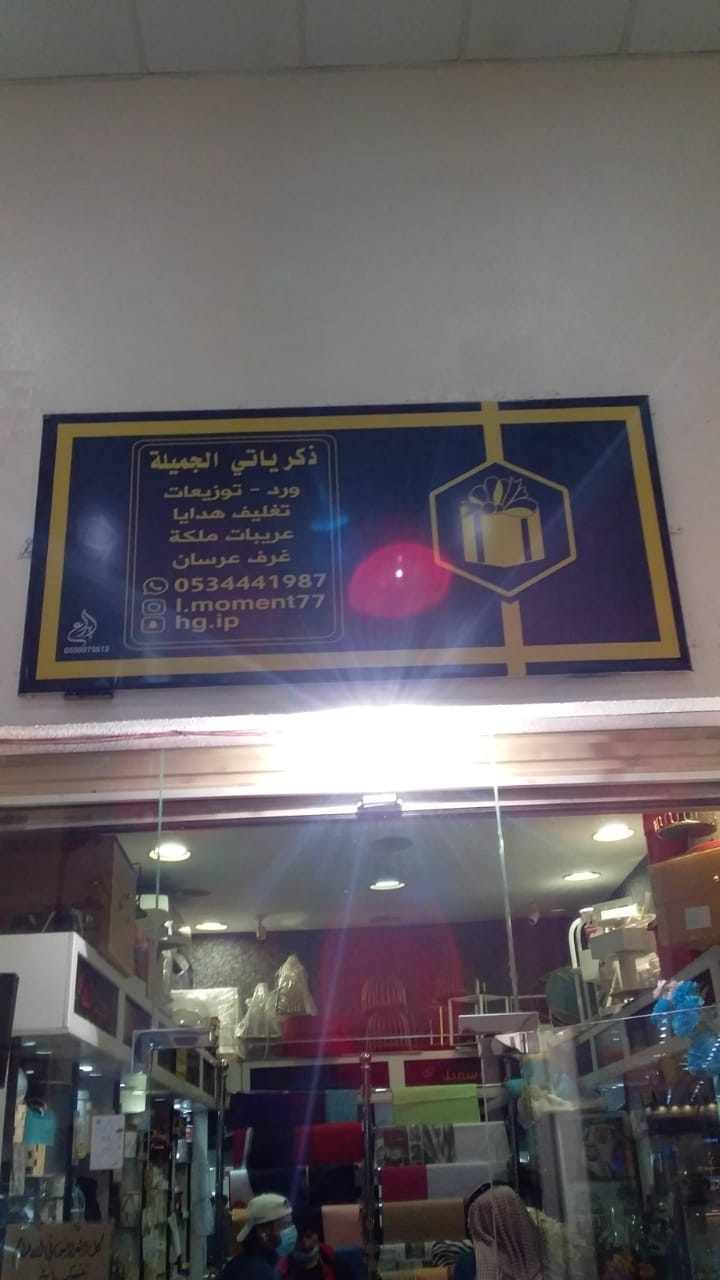 ذكرياتي الجميلة
ورد - توزيعات
تغليف هدايا
عربيات ملكة
غرف عرسان
0534441987
l.moment77
hg.ip